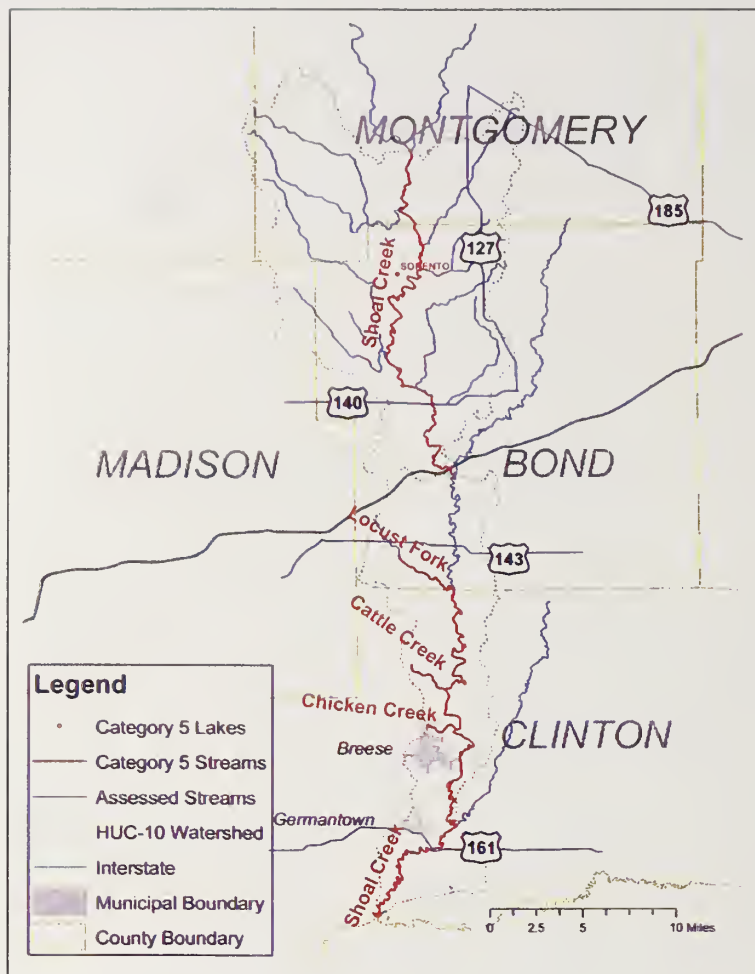 MONTGOMERY
185
127
SORENTO
Shoal Creek
140
MADISON
BOND
Locust Fork
143
Cattle Creek
Chicken Creek
CLINTON
Breese
Germantown
161
Shoal Creek
Legend
Category 5 Lakes
Category 5 Streams
Assessed Streams
HUC-10 Watershed
Interstate
Municipal Boundary
County Boundary
0 2.5 5 10 Miles